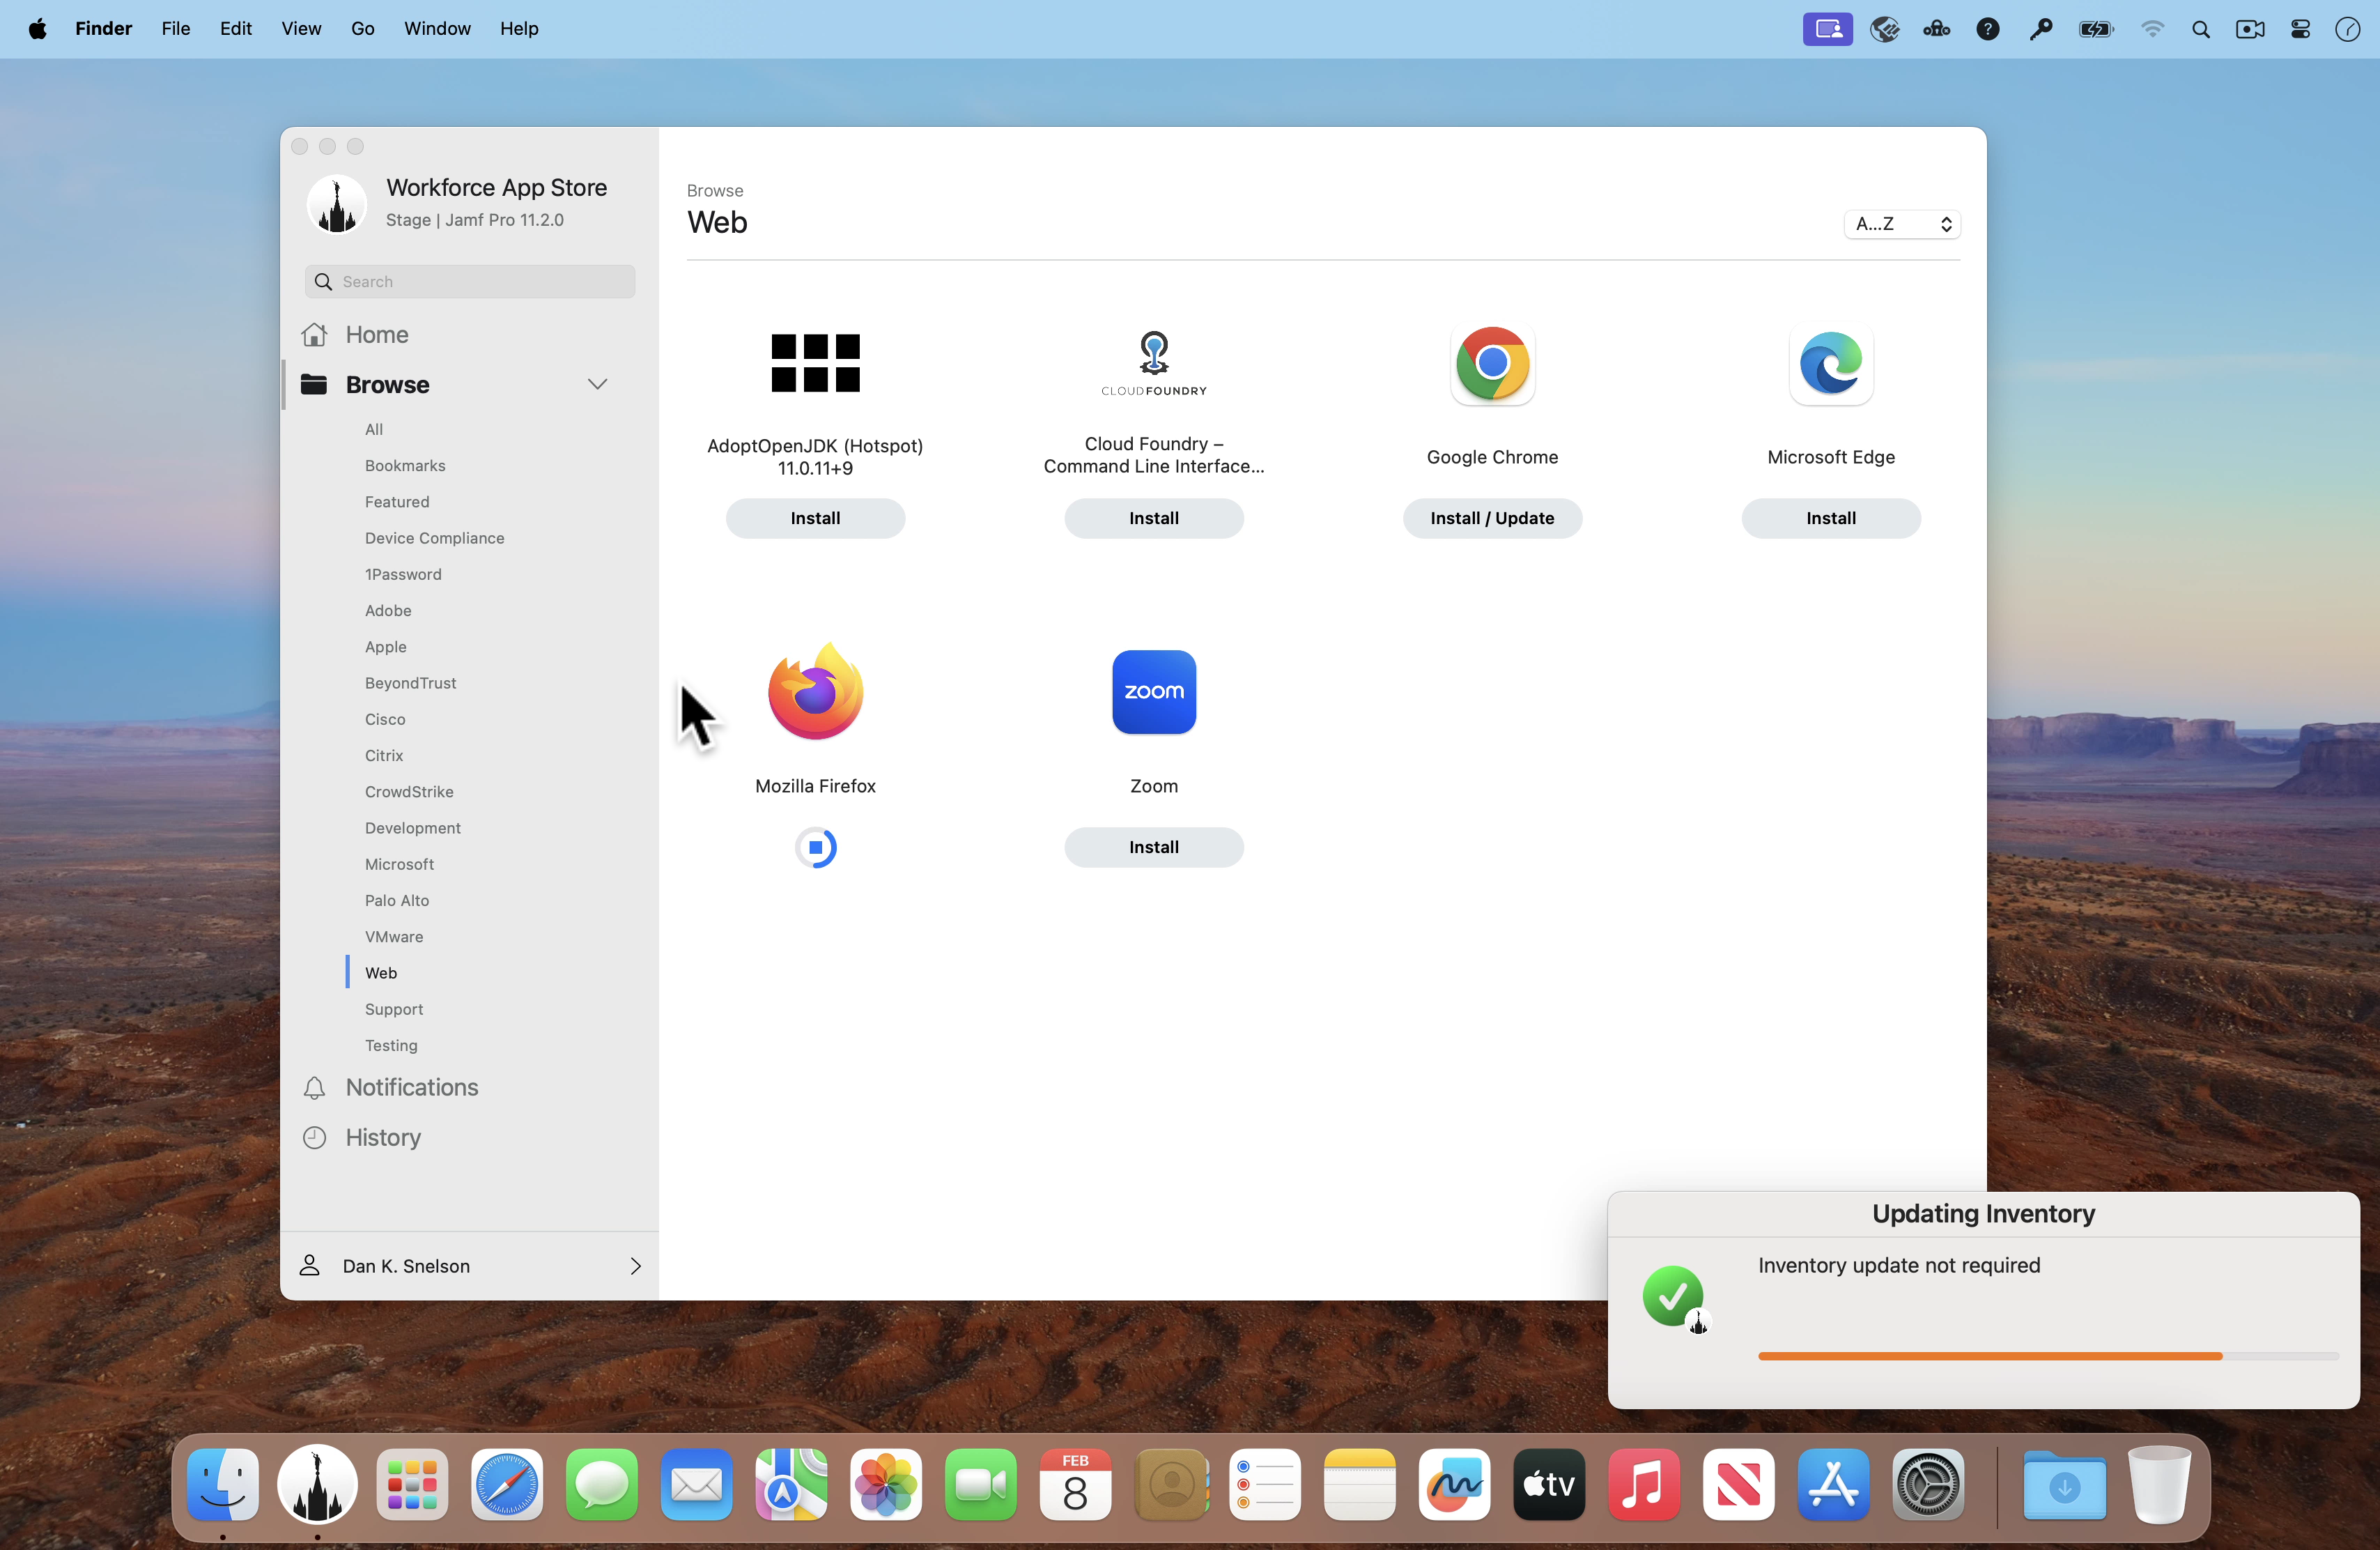 Finder File Edit View Go Window Help
Workforce App Store
Stage | Jamf Pro 11.2.0
Search
Home
Browse
All
Bookmarks
Featured
Device Compliance
1Password
Adobe
Apple
BeyondTrust
Cisco
Citrix
CrowdStrike
Development
Microsoft
Palo Alto
VMware
Web
Support
Testing
Notifications
History
Dan K. Snelson
Browse
Web
A...Z
CLOUDFOUNDRY
AdoptOpenJDK (Hotspot)
11.0.11+9
Install
Cloud Foundry –
Command Line Interface...
Install
Google Chrome
Install / Update
Microsoft Edge
Install
Mozilla Firefox
zoom
Zoom
Install
Updating Inventory
Inventory update not required
FEB
8
tv